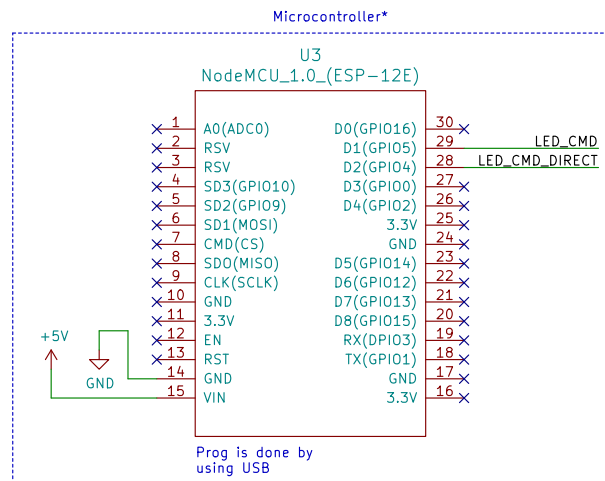 Microcontroller*
U3
NodeMCU_1.0_(ESP-12E)
1 A0(ADC0) D0(GPIO16) 30
2 RSV D1(GPIO5) 29 LED_CMD
3 RSV D2(GPIO4) 28 LED_CMD_DIRECT
4 SD3(GPIO10) D3(GPIO0) 27
5 SD2(GPIO9) D4(GPIO2) 26
6 SD1(MOSI) 3.3V 25
7 CMD(CS) GND 24
8 SDO(MISO) D5(GPIO14) 23
9 CLK(SCLK) D6(GPIO12) 22
10 GND D7(GPIO13) 21
11 3.3V D8(GPIO15) 20
+5V 12 EN RX(DPIO3) 19
13 RST TX(GPIO1) 18
GND 14 GND GND 17
15 VIN 3.3V 16
Prog is done by
using USB